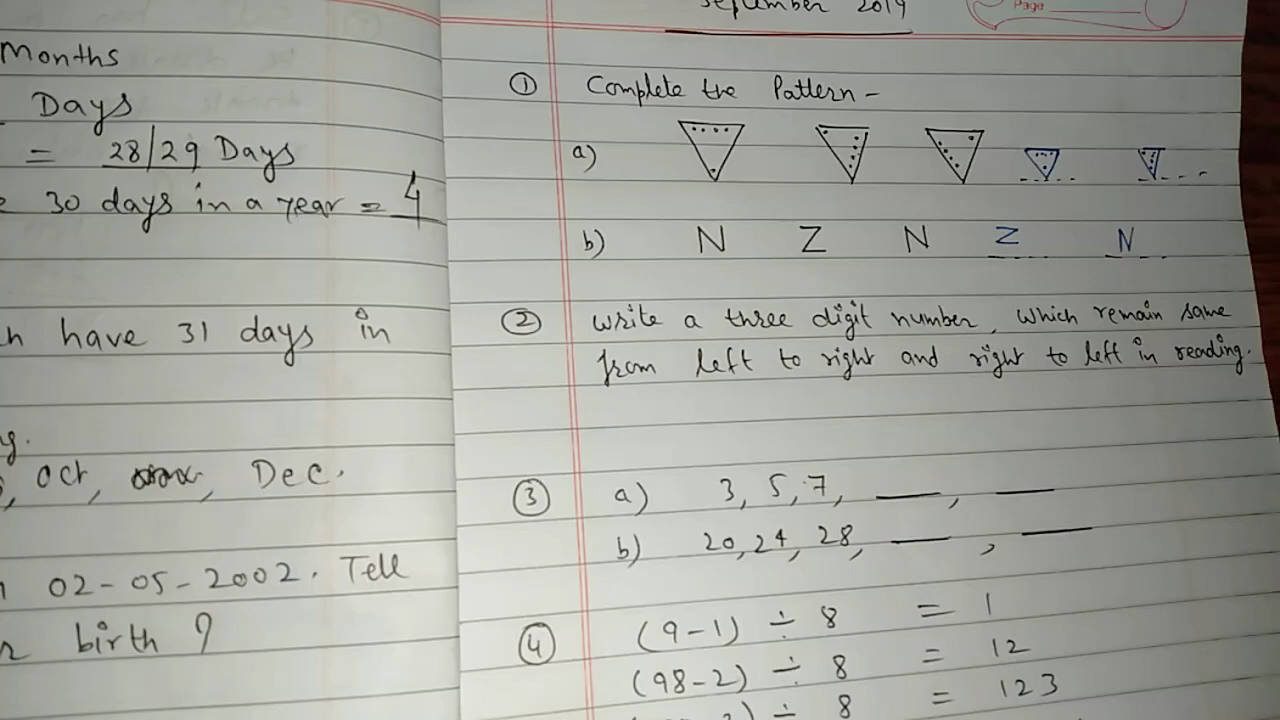 Months
Days
= 28/29 Days
30 days in a year = 4
have 31 days in
oct, Dec.
02-05-2002. Tell
birth ?
September 2019
Page
① Complete the Pattern -
a)
b) N Z N Z N
② write a three digit number, which remain same
from left to right and right to left in reading.
③ a) 3, 5, 7, ___, ___
b) 20, 24, 28, ___, ___
④ (9-1) ÷ 8 = 1
(98-2) ÷ 8 = 12
÷ 8 = 123